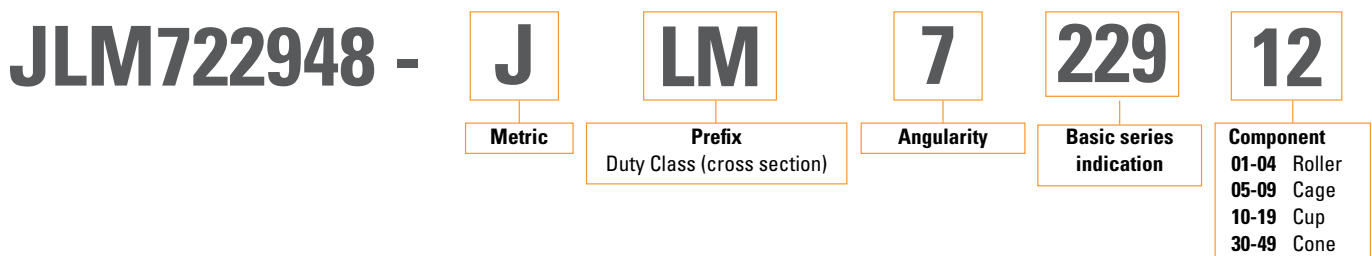 JLM722948 - J LM 7 229 12
Metric
Prefix
Duty Class (cross section)
Angularity
Basic series
indication
Component
01-04 Roller
05-09 Cage
10-19 Cup
30-49 Cone